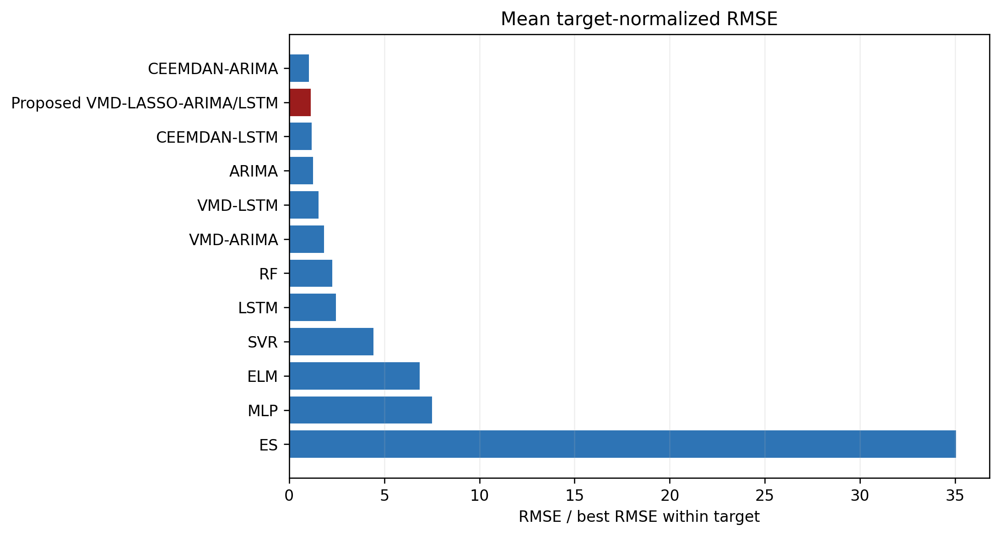 Mean target-normalized RMSE
CEEMDAN-ARIMA
Proposed VMD-LASSO-ARIMA/LSTM
CEEMDAN-LSTM
ARIMA
VMD-LSTM
VMD-ARIMA
RF
LSTM
SVR
ELM
MLP
ES
0 5 10 15 20 25 30 35
RMSE / best RMSE within target